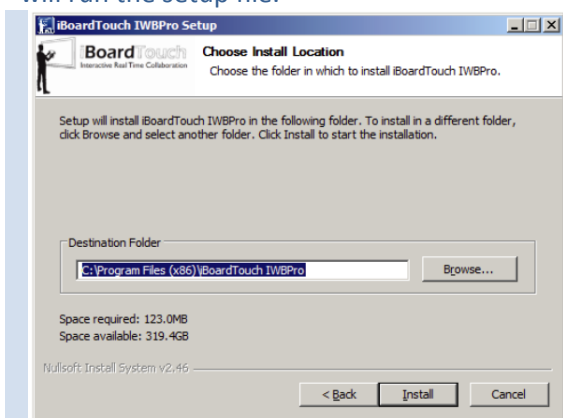 will run the setup file.
iBoardTouch IWBPro Setup
iBoardTouch
Interactive Real Time Collaboration
Choose Install Location
Choose the folder in which to install iBoardTouch IWBPro.
Setup will install iBoardTouch IWBPro in the following folder. To install in a different folder,
click Browse and select another folder. Click Install to start the installation.
Destination Folder
C:\Program Files (x86)\iBoardTouch IWBPro
Browse...
Space required: 123.0MB
Space available: 319.4GB
Nullsoft Install System v2.46
< Back
Install
Cancel